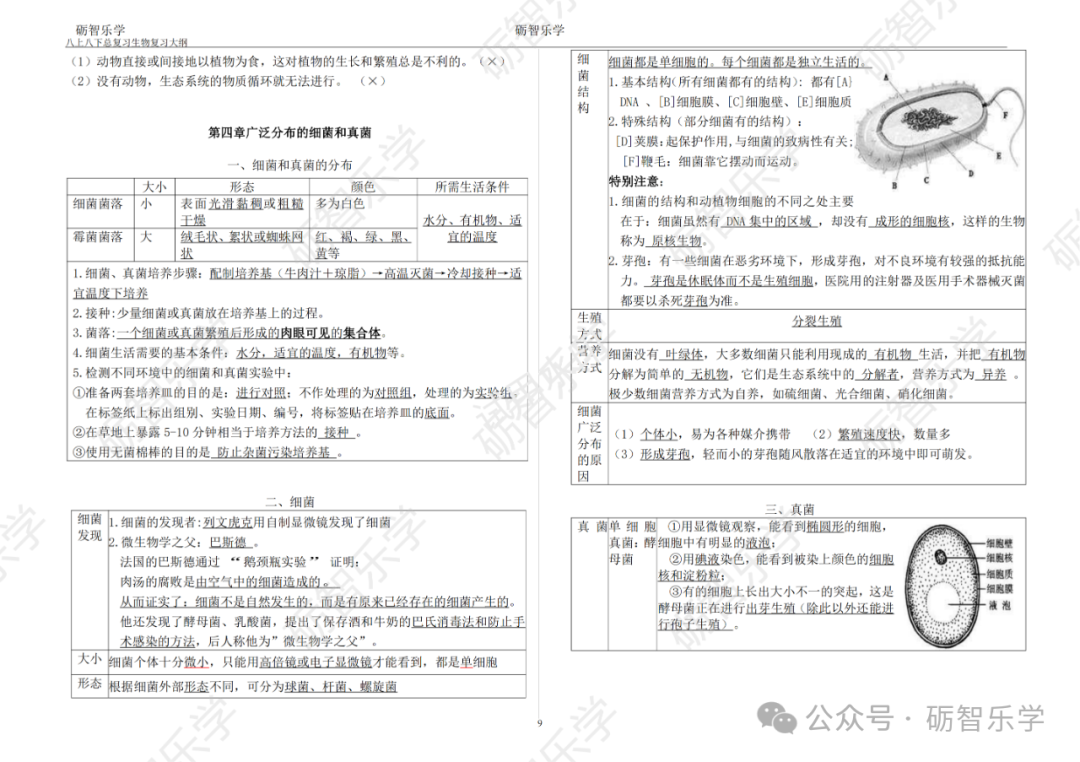 砺智乐学
砺智乐学
八上八下总复习生物复习大纲
（1）动物直接或间接地以植物为食，这对植物的生长和繁殖总是不利的。（×）
（2）没有动物，生态系统的物质循环就无法进行。 （×）
第四章广泛分布的细菌和真菌
一、细菌和真菌的分布
大小 形态 颜色 所需生活条件
细菌菌落 小 表面光滑黏稠或粗糙干燥 多为白色 水分、有机物、适宜的温度
霉菌菌落 大 绒毛状、絮状或蜘蛛网状 红、褐、绿、黑、黄等
1.细菌、真菌培养步骤：配制培养基（牛肉汁＋琼脂）→高温灭菌→冷却接种→适
宜温度下培养
2.接种:少量细菌或真菌放在培养基上的过程。
3.菌落:一个细菌或真菌繁殖后形成的肉眼可见的集合体。
4.细菌生活需要的基本条件：水分，适宜的温度，有机物等。
5.检测不同环境中的细菌和真菌实验中：
①准备两套培养皿的目的是：进行对照；不作处理的为对照组，处理的为实验组。
在标签纸上标出组别、实验日期、编号，将标签贴在培养皿的底面。
②在草地上暴露 5-10 分钟相当于培养方法的 接种 。
③使用无菌棉棒的目的是 防止杂菌污染培养基 。
二、细菌
细菌发现
1.细菌的发现者:列文虎克用自制显微镜发现了细菌
2.微生物学之父：巴斯德 。
法国的巴斯德通过 “鹅颈瓶实验” 证明；
肉汤的腐败是由空气中的细菌造成的。
从而证实了：细菌不是自然发生的，而是有原来已经存在的细菌产生的。
他还发现了酵母菌、乳酸菌，提出了保存酒和牛奶的巴氏消毒法和防止手
术感染的方法，后人称他为”微生物学之父”。
大小 细菌个体十分微小，只能用高倍镜或电子显微镜才能看到，都是单细胞
形态 根据细菌外部形态不同，可分为球菌、杆菌、螺旋菌
细菌结构
细菌都是单细胞的。每个细菌都是独立生活的。
1.基本结构（所有细菌都有的结构）：都有[A]
DNA 、[B]细胞膜、[C]细胞壁、[E]细胞质
2.特殊结构（部分细菌有的结构）：
[D]荚膜:起保护作用,与细菌的致病性有关;
[F]鞭毛：细菌靠它摆动而运动。
A
F
E
D
C
B
特别注意：
1.细菌的结构和动植物细胞的不同之处主要
在于：细菌虽然有 DNA 集中的区域 ，却没有 成形的细胞核，这样的生物
称为 原核生物。
2.芽孢：有一些细菌在恶劣环境下，形成芽孢，对不良环境有较强的抵抗能
力。 芽孢是休眠体而不是生殖细胞，医院用的注射器及医用手术器械灭菌
都要以杀死芽孢为准。
生殖方式 分裂生殖
营养方式
细菌没有 叶绿体，大多数细菌只能利用现成的 有机物 生活，并把 有机物
分解为简单的 无机物，它们是生态系统中的 分解者，营养方式为 异养 。
极少数细菌营养方式为自养，如硫细菌、光合细菌、硝化细菌。
细菌广泛分布的原因
（1）个体小，易为各种媒介携带 （2）繁殖速度快，数量多
（3）形成芽孢，轻而小的芽孢随风散落在适宜的环境中即可萌发。
三、真菌
真菌 单细胞真菌：酵母菌
①用显微镜观察，能看到椭圆形的细胞，
细胞中有明显的液泡；
②用碘液染色，能看到被染上颜色的细胞
核和淀粉粒；
③有的细胞上长出大小不一的突起，这是
酵母菌正在进行出芽生殖（除此以外还能进
行孢子生殖）。
细胞壁
细胞核
细胞质
细胞膜
液泡
9
公众号 · 砺智乐学